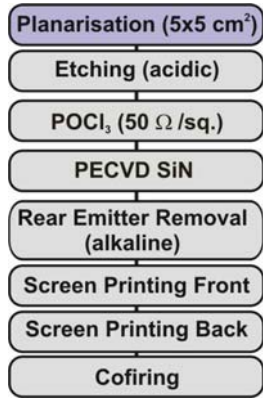 Planarisation (5x5 cm²)
Etching (acidic)
POCl₃ (50 Ω /sq.)
PECVD SiN
Rear Emitter Removal
(alkaline)
Screen Printing Front
Screen Printing Back
Cofiring